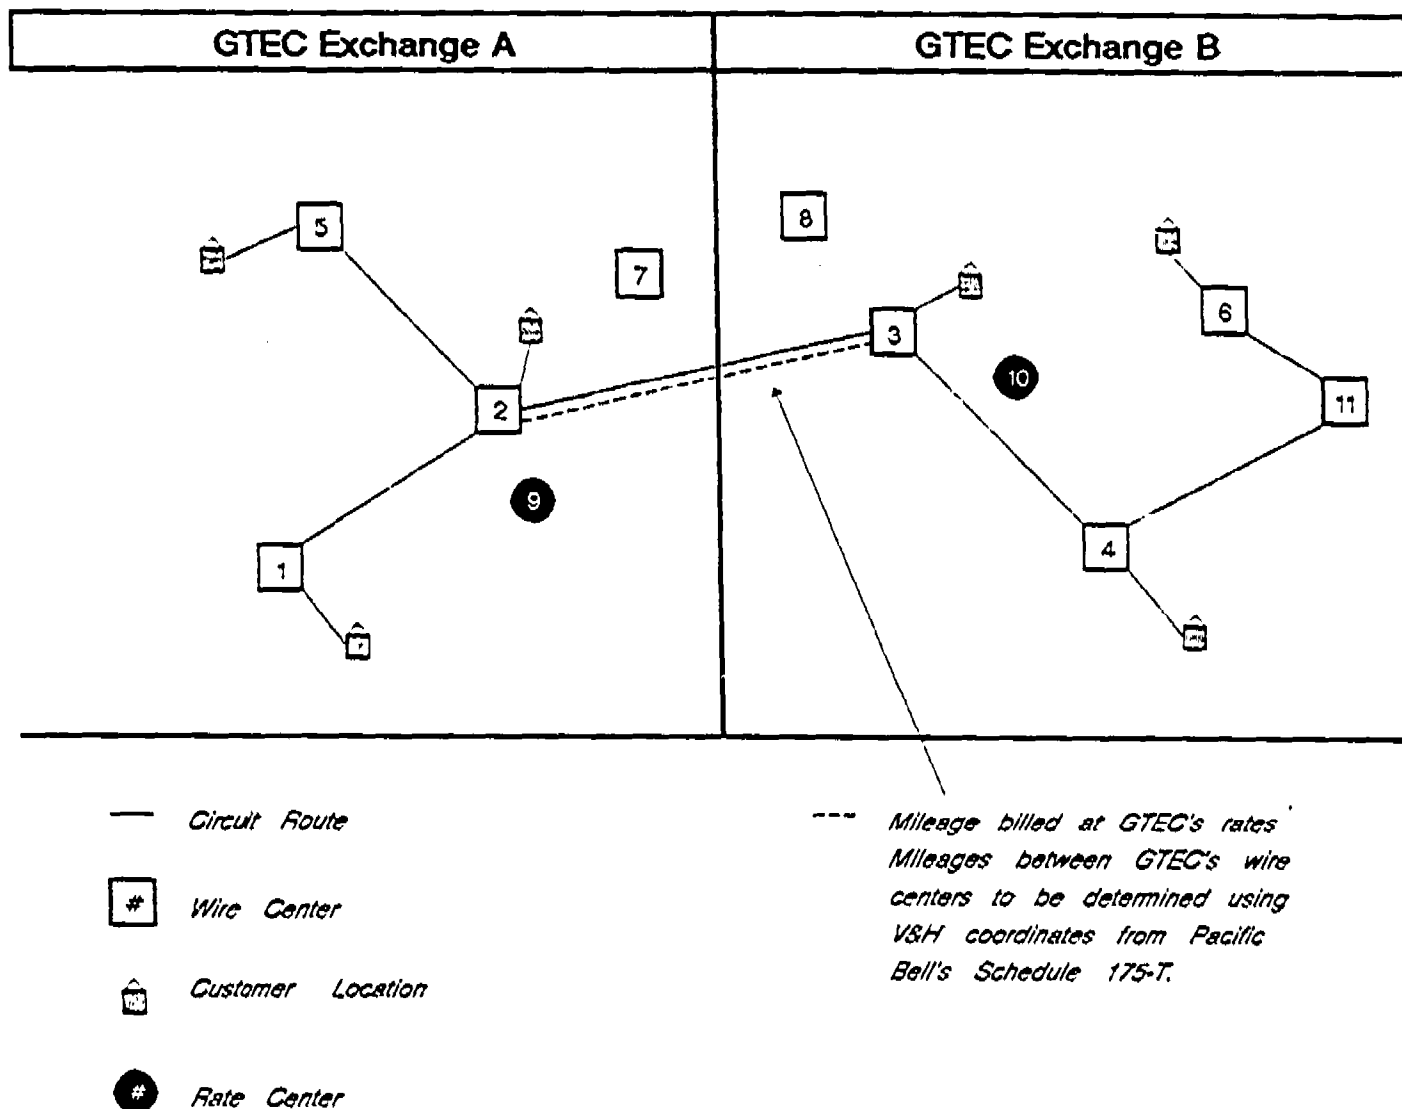 GTEC Exchange A
GTEC Exchange B
5
8
7
6
3
10
2
11
9
4
1
Circuit Route
# Wire Center
Customer Location
# Rate Center
Mileage billed at GTEC's rates
Mileages between GTEC's wire
centers to be determined using
V&H coordinates from Pacific
Bell's Schedule 175-T.